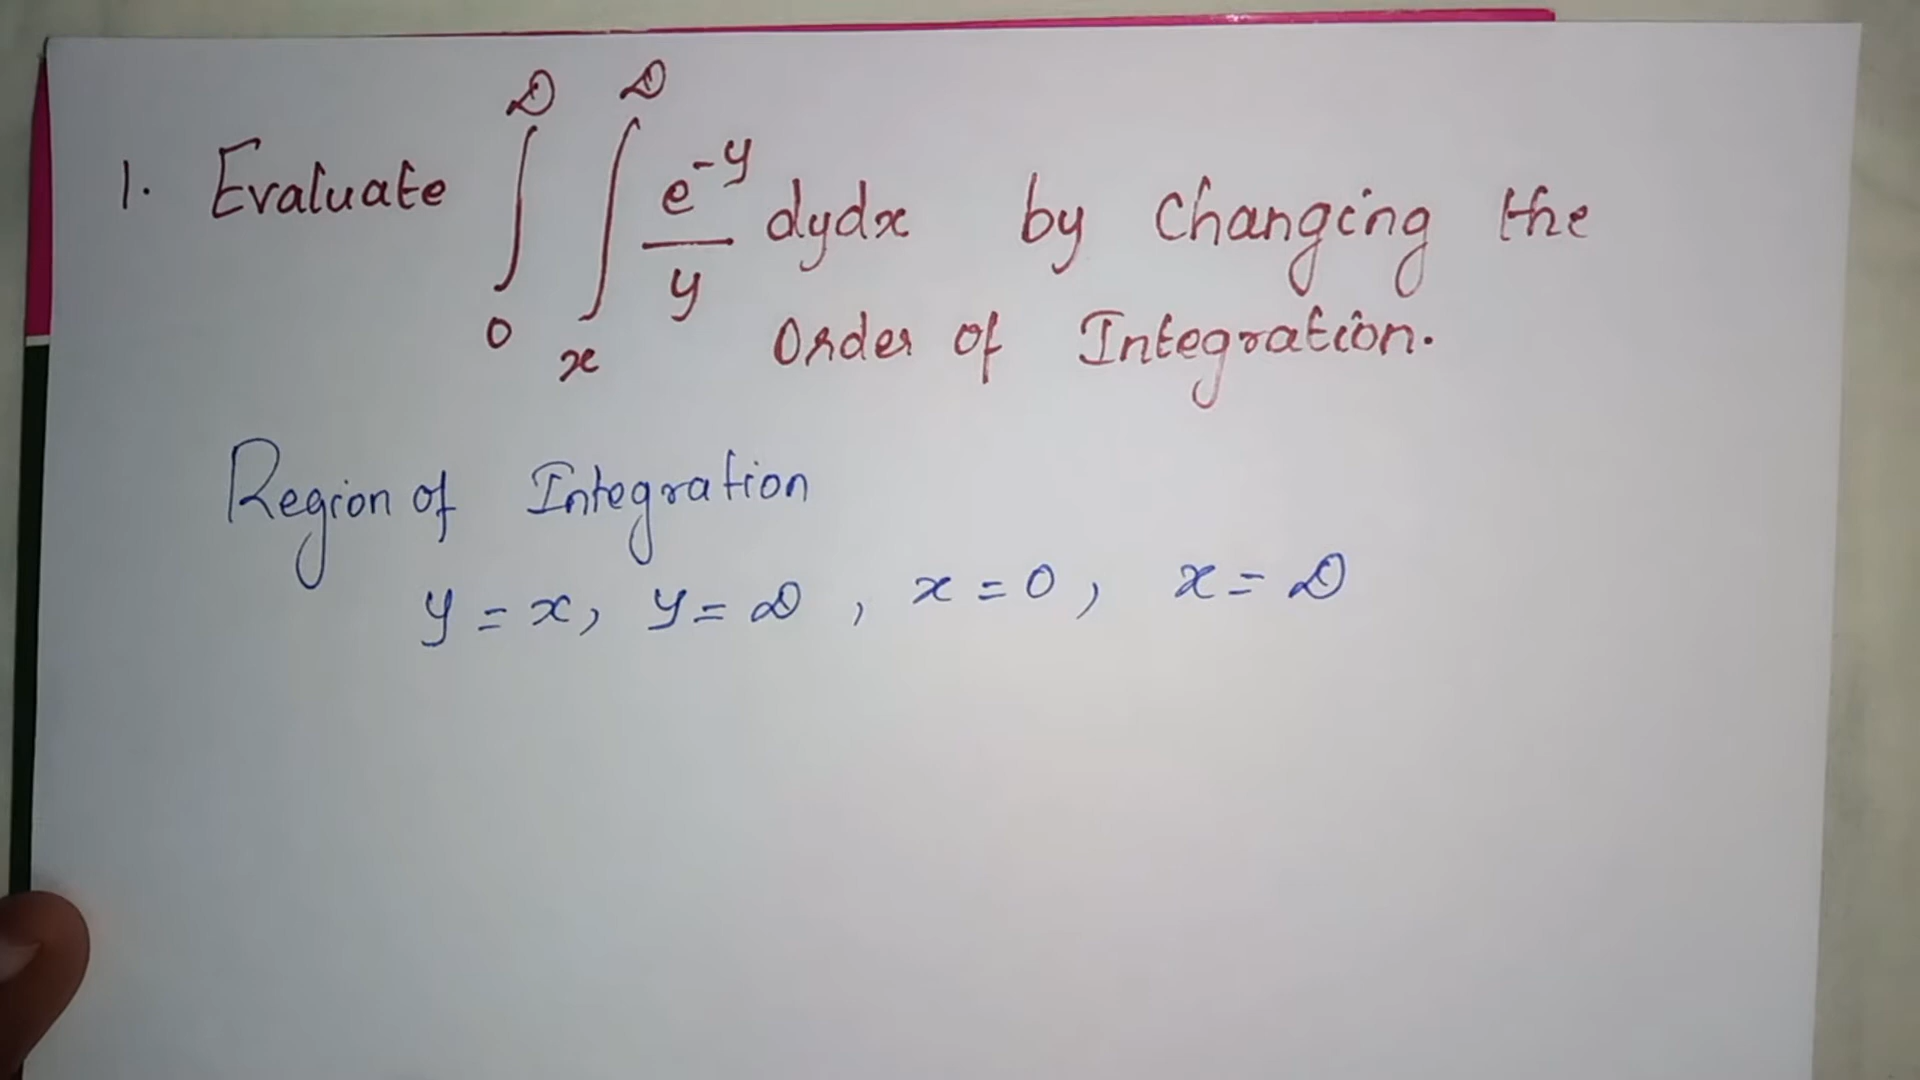 1. Evaluate ∫₀^∞ ∫ₓ^∞ e^{-y}/y dydx by changing the
Order of Integration.
Region of Integration
y = x, y = ∞ , x = 0, x = ∞